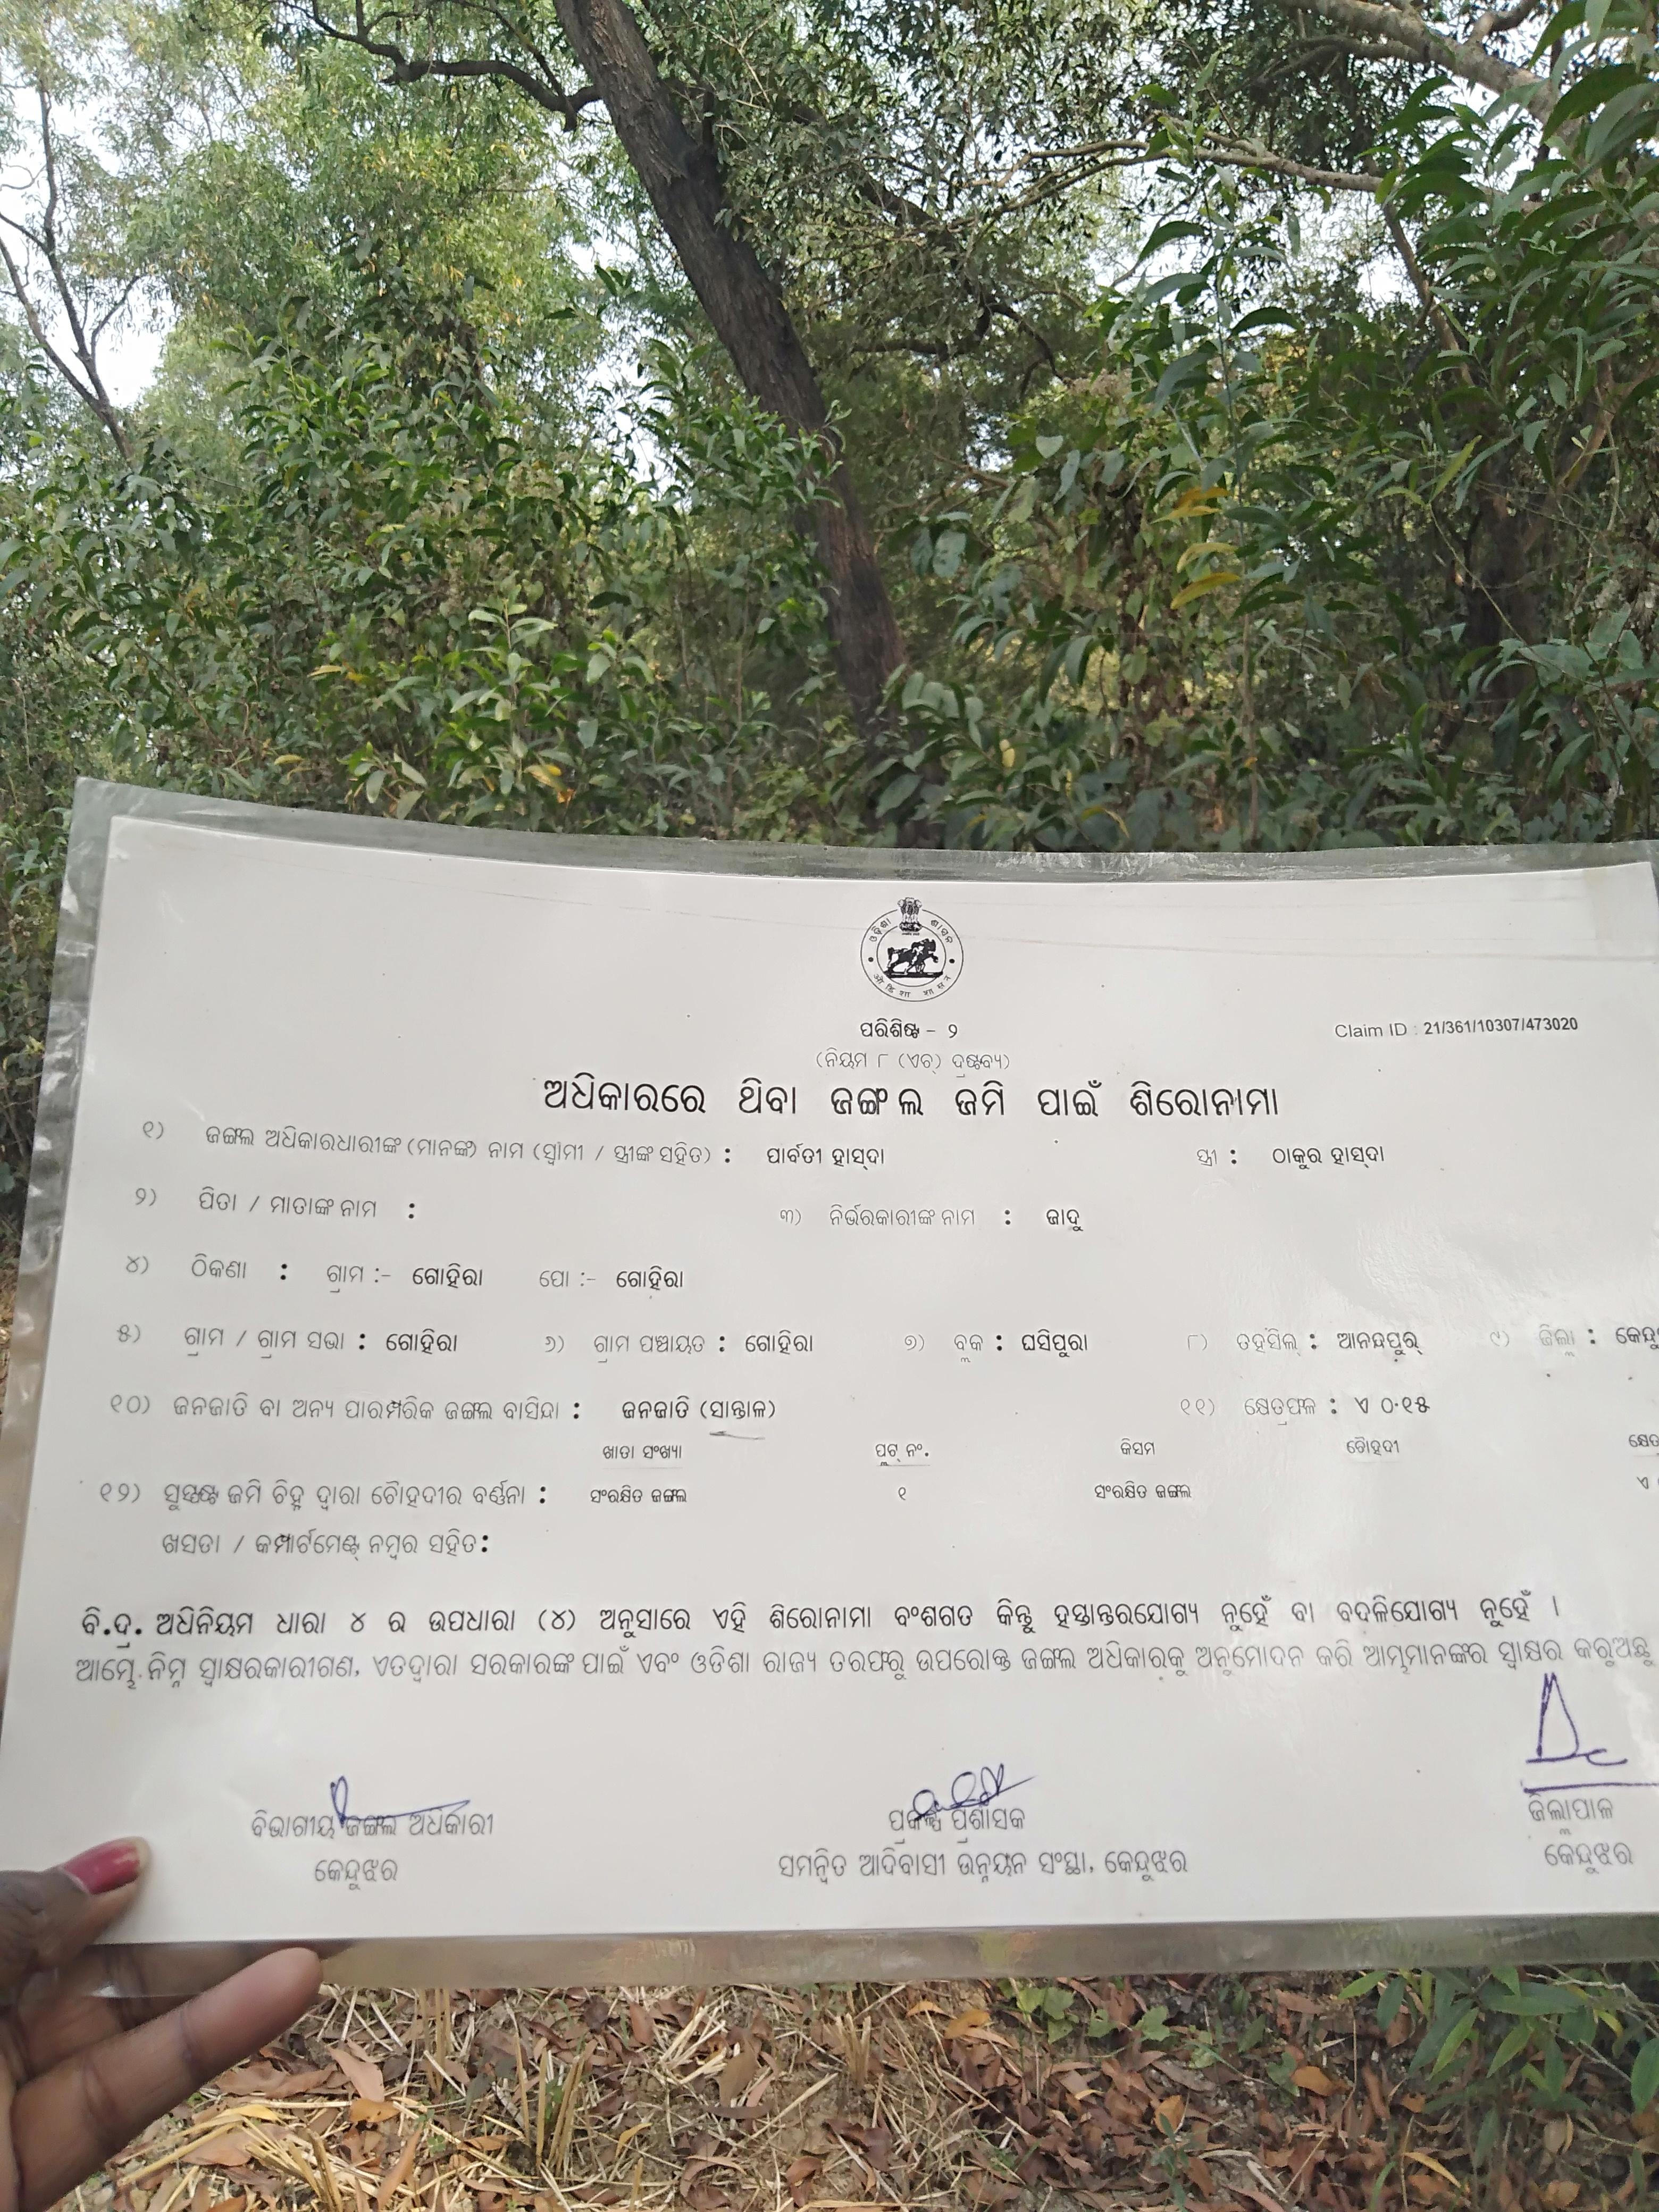 ଓଡ଼ିଶା ଶାସନ
ओड़िशा शासन
ପରିଶିଷ୍ଟ - ୨
Claim ID : 21/361/10307/473020
(ନିୟମ ୮ (ଏଚ୍) ଦ୍ରଷ୍ଟବ୍ୟ)
ଅଧିକାରରେ ଥିବା ଜଙ୍ଗଲ ଜମି ପାଇଁ ଶିରୋନାମା
୧) ଜଙ୍ଗଲ ଅଧିକାରଧାରୀଙ୍କ (ମାନଙ୍କ) ନାମ (ସ୍ଵାମୀ / ସ୍ତ୍ରୀଙ୍କ ସହିତ) : ପାର୍ବତୀ ହାସ୍‌ଦା ସ୍ତ୍ରୀ : ଠାକୁର ହାସ୍‌ଦା
୨) ପିତା / ମାତାଙ୍କ ନାମ : ୩) ନିର୍ଭରକାରୀଙ୍କ ନାମ : ଜାଦୁ
୪) ଠିକଣା : ଗ୍ରାମ :- ଗୋହିରା ପୋ :- ଗୋହିରା
୫) ଗ୍ରାମ / ଗ୍ରାମ ସଭା : ଗୋହିରା ୬) ଗ୍ରାମ ପଞ୍ଚାୟତ : ଗୋହିରା ୭) ବ୍ଲକ : ଘସିପୁରା ୮) ତହସିଲ୍ : ଆନନ୍ଦପୁର୍ ୯) ଜିଲ୍ଲା :
୧୦) ଜନଜାତି ବା ଅନ୍ୟ ପାରମ୍ପରିକ ଜଙ୍ଗଲ ବାସିନ୍ଦା : ଜନଜାତି (ସାନ୍ତାଳ) ୧୧) କ୍ଷେତ୍ରଫଳ : ଏ ୦.୧୫
ଖାତା ସଂଖ୍ୟା ପ୍ଲଟ୍ ନଂ. କିସମ ଚୌହଦୀ
୧୨) ସୁସ୍ପଷ୍ଟ ଜମି ଚିହ୍ନ ଦ୍ୱାରା ଚୌହଦୀର ବର୍ଣ୍ଣନା : ସଂରକ୍ଷିତ ଜଙ୍ଗଲ ୧ ସଂରକ୍ଷିତ ଜଙ୍ଗଲ ଏ
ଖସଡା / କମ୍ପାର୍ଟମେଣ୍ଟ୍ ନମ୍ବର ସହିତ:
ବି.ଦ୍ର. ଅଧିନିୟମ ଧାରା ୪ ର ଉପଧାରା (୪) ଅନୁସାରେ ଏହି ଶିରୋନାମା ବଂଶଗତ କିନ୍ତୁ ହସ୍ତାନ୍ତରଯୋଗ୍ୟ ନୁହେଁ ବା ବଦଳିଯୋଗ୍ୟ ନୁହେଁ ।
ଆମ୍ଭେ ନିମ୍ନ ସ୍ୱାକ୍ଷରକାରୀଗଣ, ଏତଦ୍ଵାରା ସରକାରଙ୍କ ପାଇଁ ଏବଂ ଓଡିଶା ରାଜ୍ୟ ତରଫରୁ ଉପରୋକ୍ତ ଜଙ୍ଗଲ ଅଧିକାରକୁ ଅନୁମୋଦନ କରି ଆମ୍ଭମାନଙ୍କର ସ୍ୱାକ୍ଷର କରୁଅଛୁ
ବିଭାଗୀୟ ଜଙ୍ଗଲ ଅଧିକାରୀ ପ୍ରକଳ୍ପ ପ୍ରଶାସକ ଜିଲ୍ଲାପାଳ
କେନ୍ଦୁଝର ସମନ୍ୱିତ ଆଦିବାସୀ ଉନ୍ନୟନ ସଂସ୍ଥା, କେନ୍ଦୁଝର କେନ୍ଦୁଝର